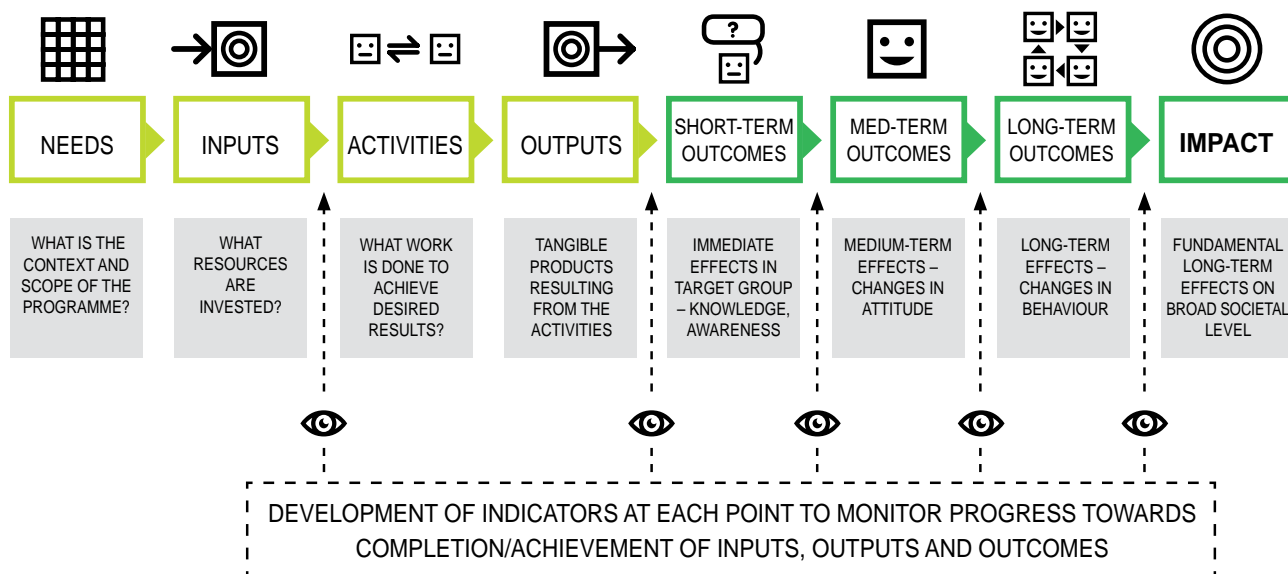 ?
NEEDS
INPUTS
ACTIVITIES
OUTPUTS
SHORT-TERM
OUTCOMES
MED-TERM
OUTCOMES
LONG-TERM
OUTCOMES
IMPACT
WHAT IS THE
CONTEXT AND
SCOPE OF THE
PROGRAMME?
WHAT
RESOURCES
ARE
INVESTED?
WHAT WORK
IS DONE TO
ACHIEVE
DESIRED
RESULTS?
TANGIBLE
PRODUCTS
RESULTING
FROM THE
ACTIVITIES
IMMEDIATE
EFFECTS IN
TARGET GROUP
– KNOWLEDGE,
AWARENESS
MEDIUM-TERM
EFFECTS –
CHANGES IN
ATTITUDE
LONG-TERM
EFFECTS –
CHANGES IN
BEHAVIOUR
FUNDAMENTAL
LONG-TERM
EFFECTS ON
BROAD SOCIETAL
LEVEL
DEVELOPMENT OF INDICATORS AT EACH POINT TO MONITOR PROGRESS TOWARDS
COMPLETION/ACHIEVEMENT OF INPUTS, OUTPUTS AND OUTCOMES